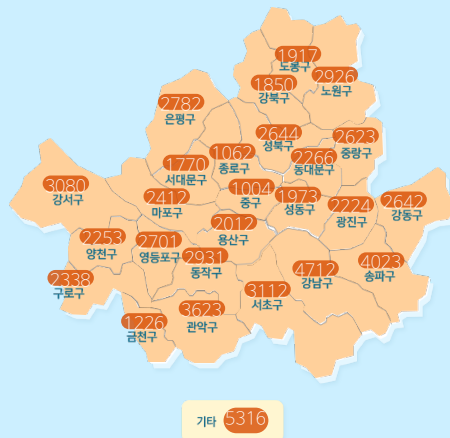 1917
도봉구
1850
강북구
2926
노원구
2782
은평구
2644
성북구
2623
중랑구
1062
종로구
2266
동대문구
1770
서대문구
3080
강서구
2412
마포구
1004
중구
1973
성동구
2224
광진구
2642
강동구
2012
용산구
2253
양천구
2701
영등포구
2931
동작구
2338
구로구
4712
강남구
4023
송파구
3112
서초구
1226
금천구
3623
관악구
기타 5316